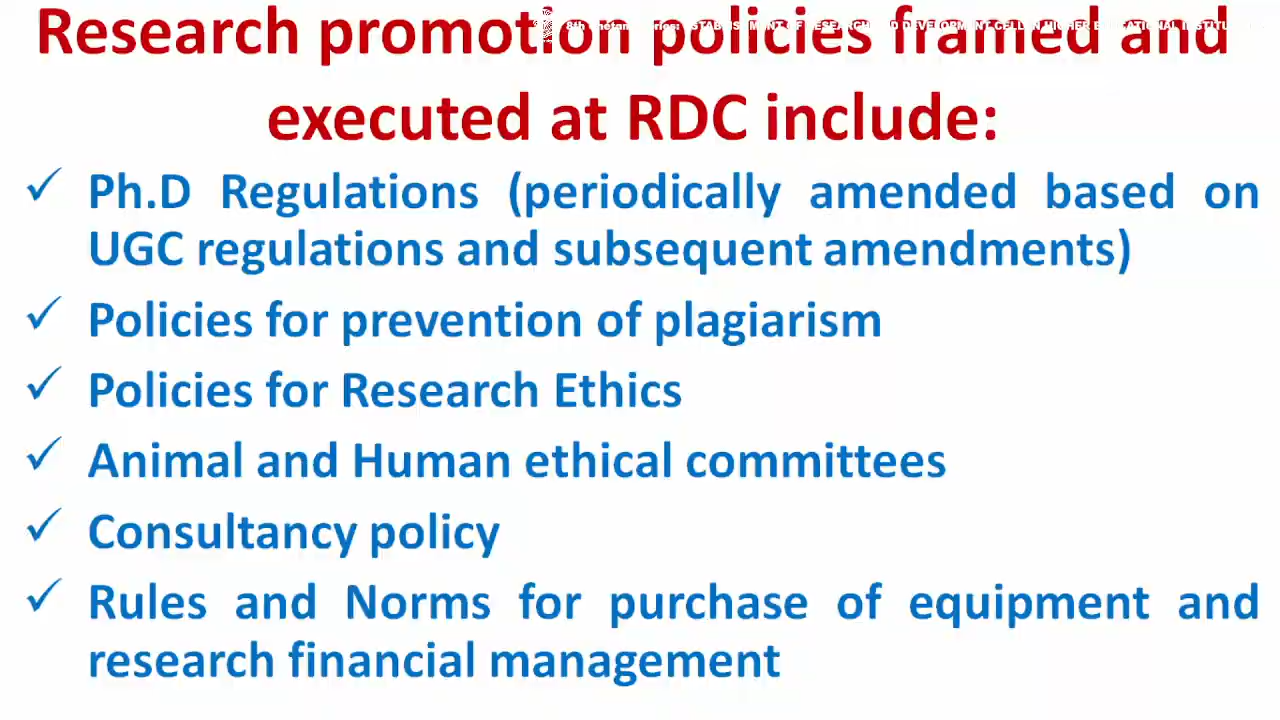 Research promotion policies framed and
executed at RDC include:
✓ Ph.D Regulations (periodically amended based on
UGC regulations and subsequent amendments)
✓ Policies for prevention of plagiarism
✓ Policies for Research Ethics
✓ Animal and Human ethical committees
✓ Consultancy policy
✓ Rules and Norms for purchase of equipment and
research financial management